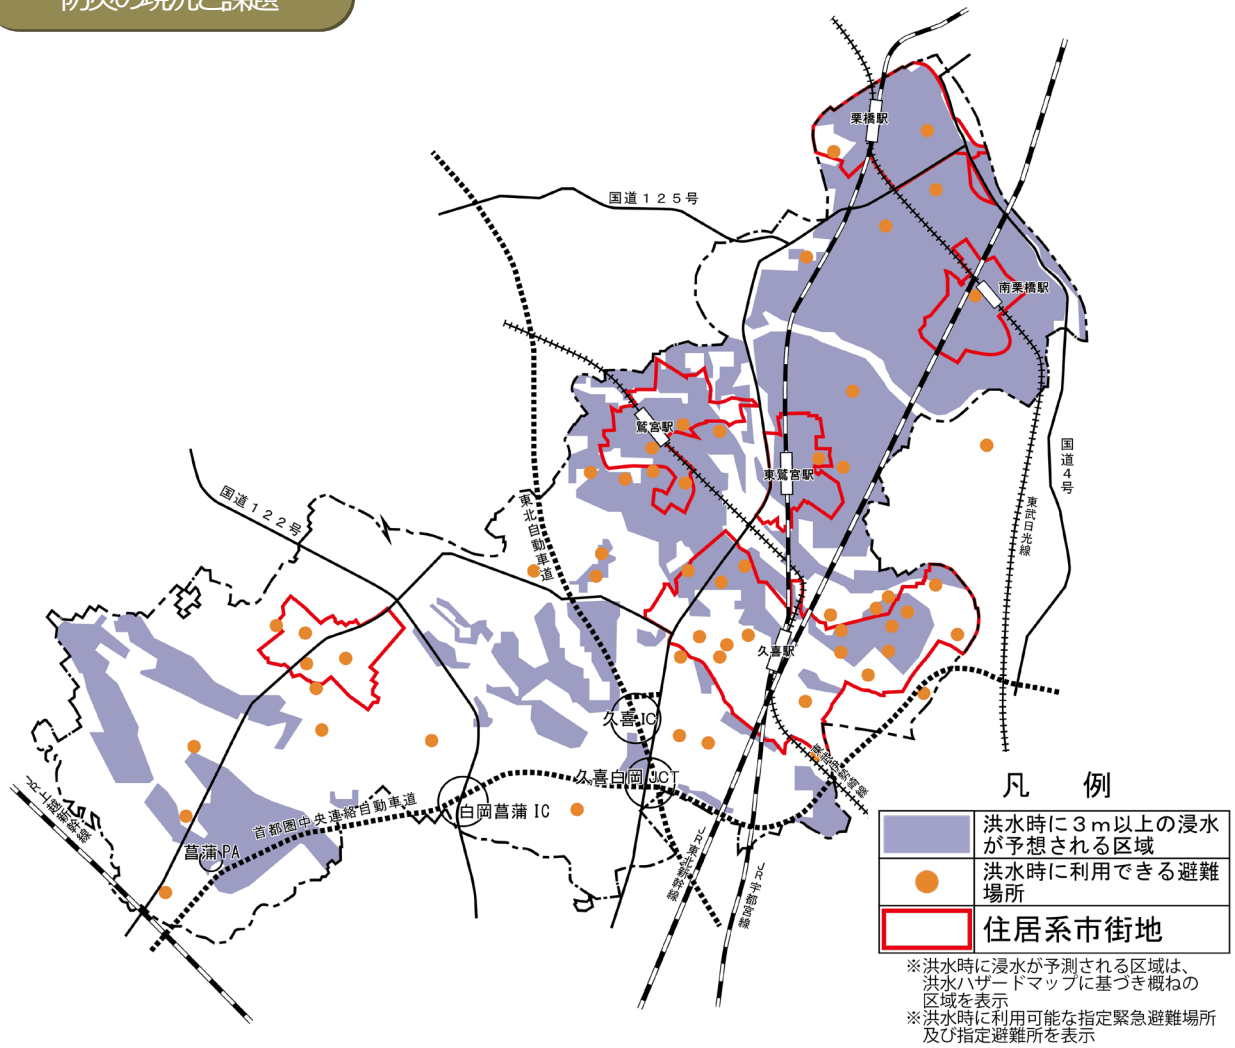 防災の現況と課題
栗橋駅
国道125号
南栗橋駅
鷲宮駅
東鷲宮駅
国道4号
東武日光線
国道122号
東北自動車道
久喜駅
久喜IC
久喜白岡JCT
東武伊勢崎線
白岡菖蒲IC
首都圏中央連絡自動車道
菖蒲PA
JR上越新幹線
JR東北新幹線
JR宇都宮線
凡 例
洪水時に3m以上の浸水
が予想される区域
洪水時に利用できる避難
場所
住居系市街地
※洪水時に浸水が予測される区域は、
洪水ハザードマップに基づき概ねの
区域を表示
※洪水時に利用可能な指定緊急避難場所
及び指定避難所を表示